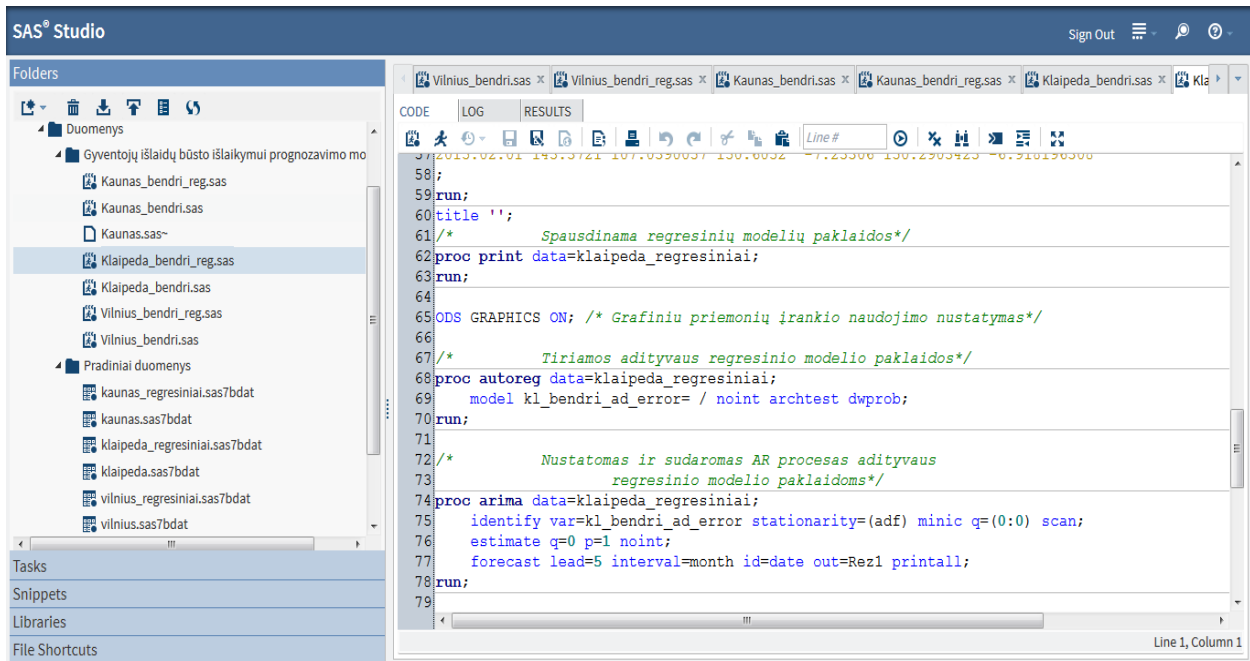 SAS® Studio
Sign Out
Folders
Duomenys
Gyventojų išlaidų būsto išlaikymui prognozavimo mo
Kaunas_bendri_reg.sas
Kaunas_bendri.sas
Kaunas.sas~
Klaipeda_bendri_reg.sas
Klaipeda_bendri.sas
Vilnius_bendri_reg.sas
Vilnius_bendri.sas
Pradiniai duomenys
kaunas_regresiniai.sas7bdat
kaunas.sas7bdat
klaipeda_regresiniai.sas7bdat
klaipeda.sas7bdat
vilnius_regresiniai.sas7bdat
vilnius.sas7bdat
Tasks
Snippets
Libraries
File Shortcuts
Vilnius_bendri.sas × Vilnius_bendri_reg.sas × Kaunas_bendri.sas × Kaunas_bendri_reg.sas × Klaipeda_bendri.sas × Kla
CODE LOG RESULTS
Line #
57
58 ;
59 run;
60 title '';
61 /* Spausdinama regresinių modelių paklaidos*/
62 proc print data=klaipeda_regresiniai;
63 run;
64
65 ODS GRAPHICS ON; /* Grafiniu priemonių įrankio naudojimo nustatymas*/
66
67 /* Tiriamos adityvaus regresinio modelio paklaidos*/
68 proc autoreg data=klaipeda_regresiniai;
69 model kl_bendri_ad_error= / noint archtest dwprob;
70 run;
71
72 /* Nustatomas ir sudaromas AR procesas adityvaus
73 regresinio modelio paklaidoms*/
74 proc arima data=klaipeda_regresiniai;
75 identify var=kl_bendri_ad_error stationarity=(adf) minic q=(0:0) scan;
76 estimate q=0 p=1 noint;
77 forecast lead=5 interval=month id=date out=Rez1 printall;
78 run;
79
Line 1, Column 1